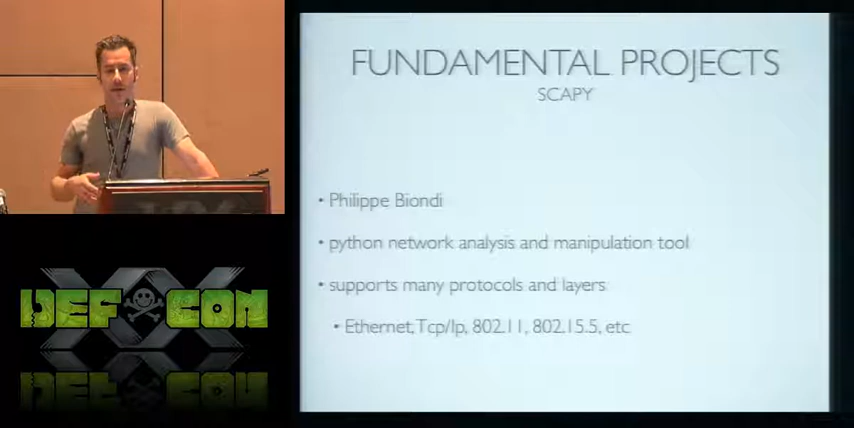 FUNDAMENTAL PROJECTS
SCAPY
• Philippe Biondi
• python network analysis and manipulation tool
• supports many protocols and layers
• Ethernet, Tcp/Ip, 802.11, 802.15.5, etc
DEF CON
XX